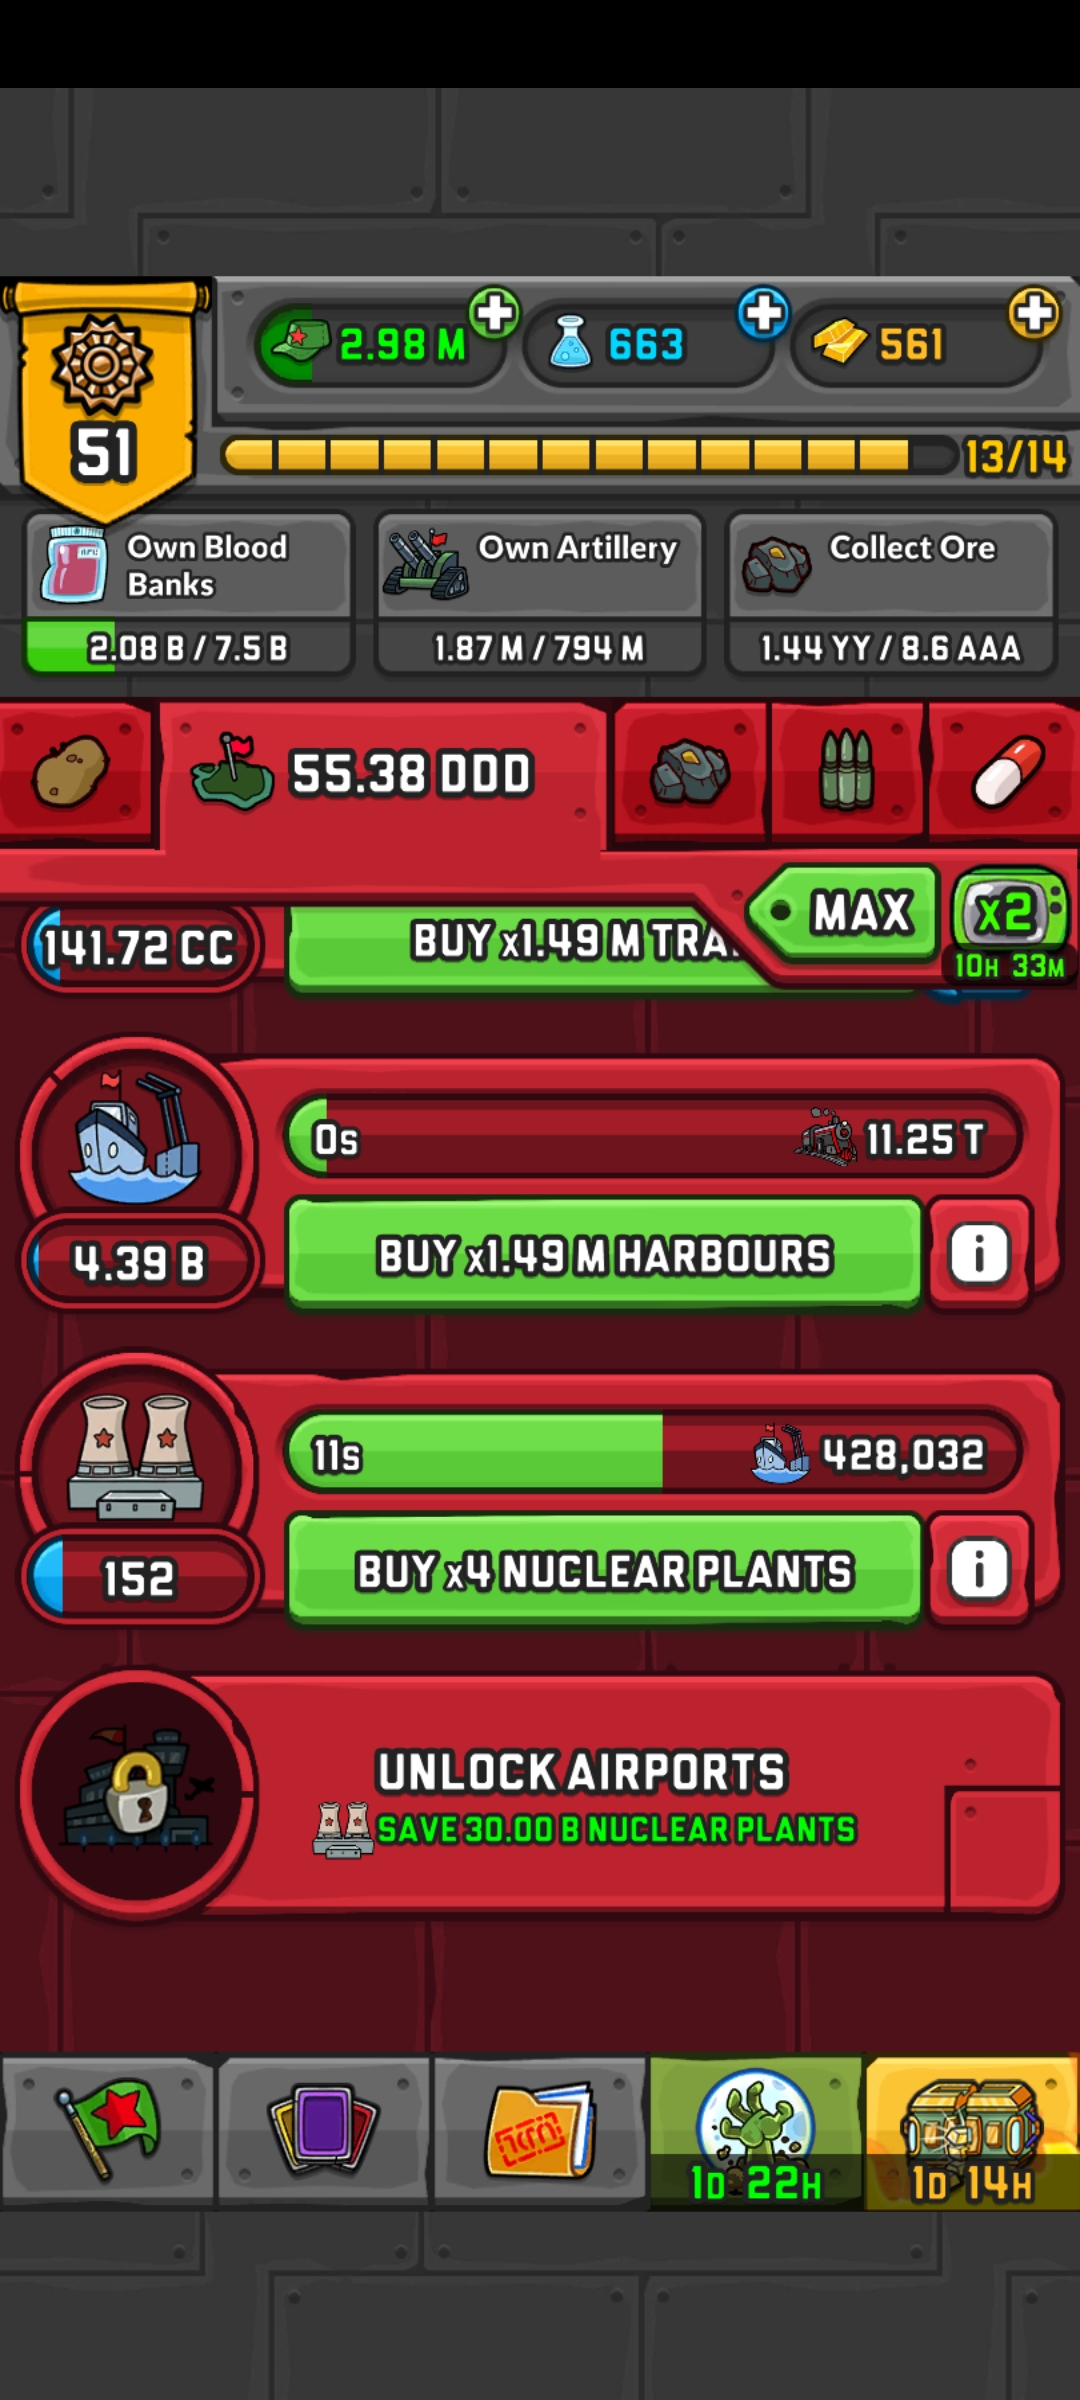 2.98 M
663
561
51
13/14
Own Blood
Banks
Own Artillery
Collect Ore
2.08 B / 7.5 B
1.87 M / 794 M
1.44 YY / 8.6 AAA
55.38 DDD
MAX
x2
10H 33M
141.72 CC
BUY x1.49 M
0s
11.25 T
4.39 B
BUY x1.49 M HARBOURS
i
11s
428,032
152
BUY x4 NUCLEAR PLANTS
i
UNLOCK AIRPORTS
SAVE 30.00 B NUCLEAR PLANTS
1D 22H
1D 14H